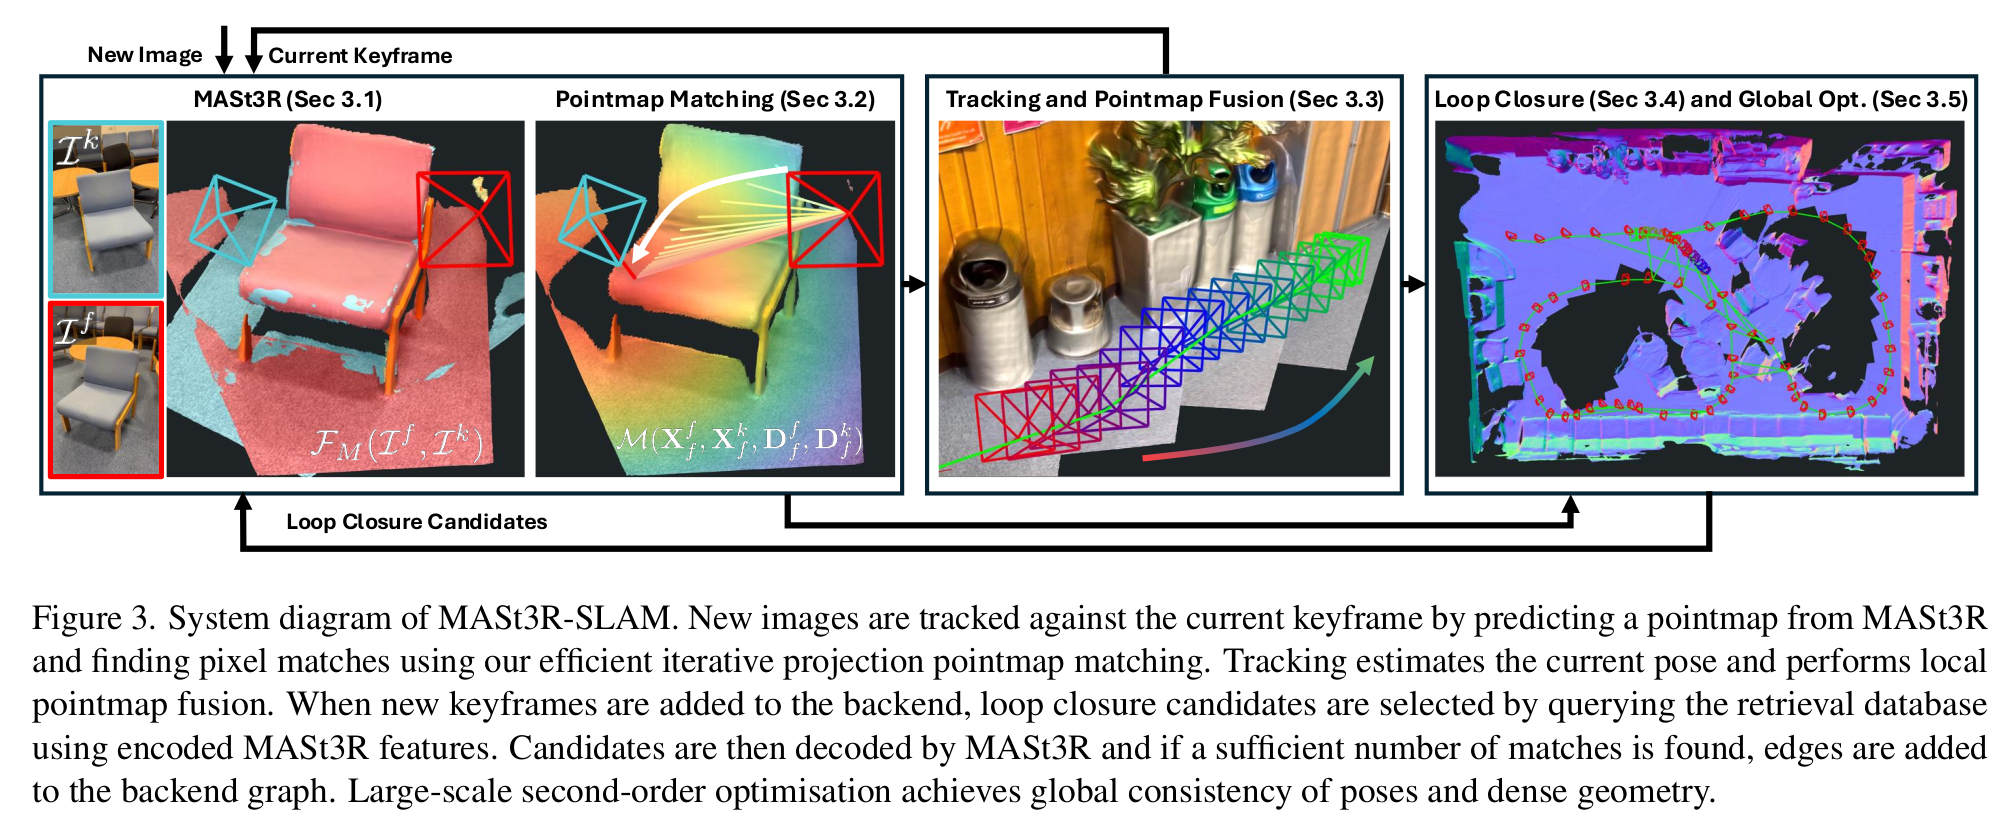 New Image
Current Keyframe
MASt3R (Sec 3.1)
Pointmap Matching (Sec 3.2)
Tracking and Pointmap Fusion (Sec 3.3)
Loop Closure (Sec 3.4) and Global Opt. (Sec 3.5)
$\mathcal{I}^k$
$\mathcal{I}^f$
$\mathcal{F}_M(\mathcal{I}^f, \mathcal{I}^k)$
$\mathcal{M}(\mathbf{X}_f^f, \mathbf{X}_f^k, \mathbf{D}_f^f, \mathbf{D}_f^k)$
Loop Closure Candidates
Figure 3. System diagram of MASt3R-SLAM. New images are tracked against the current keyframe by predicting a pointmap from MASt3R
and finding pixel matches using our efficient iterative projection pointmap matching. Tracking estimates the current pose and performs local
pointmap fusion. When new keyframes are added to the backend, loop closure candidates are selected by querying the retrieval database
using encoded MASt3R features. Candidates are then decoded by MASt3R and if a sufficient number of matches is found, edges are added
to the backend graph. Large-scale second-order optimisation achieves global consistency of poses and dense geometry.